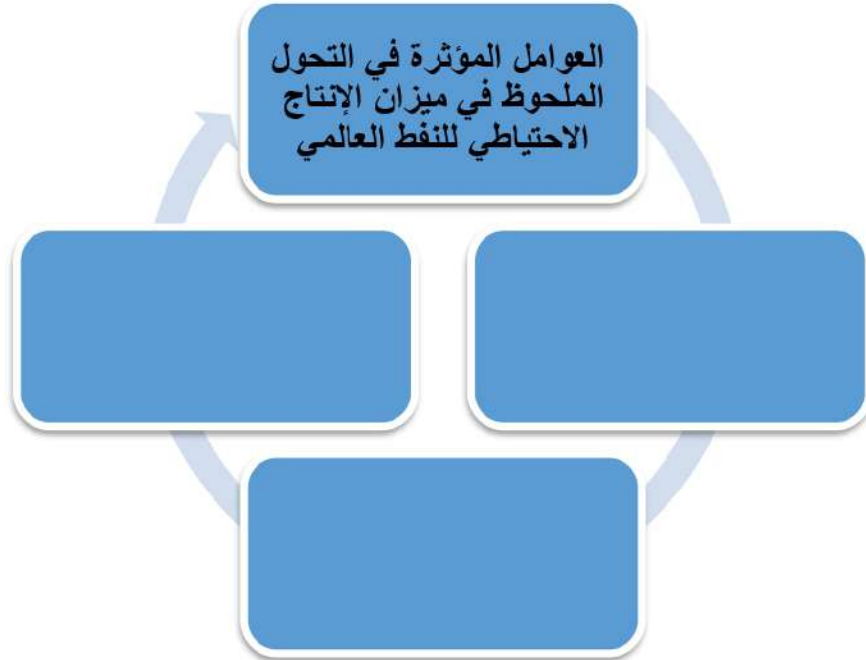 العوامل المؤثرة في التحول
الملحوظ في ميزان الإنتاج
الاحتياطي للنفط العالمي